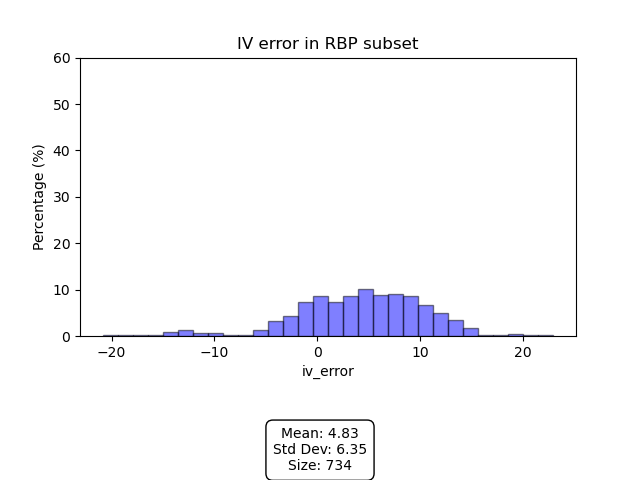 IV error in RBP subset
60
50
40
30
20
10
0
Percentage (%)
−20
−10
0
10
20
iv_error
Mean: 4.83
Std Dev: 6.35
Size: 734